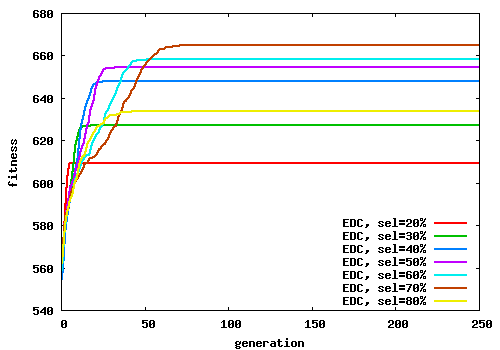 680
660
640
620
600
580
560
540
fitness
EDC, sel=20%
EDC, sel=30%
EDC, sel=40%
EDC, sel=50%
EDC, sel=60%
EDC, sel=70%
EDC, sel=80%
0 50 100 150 200 250
generation